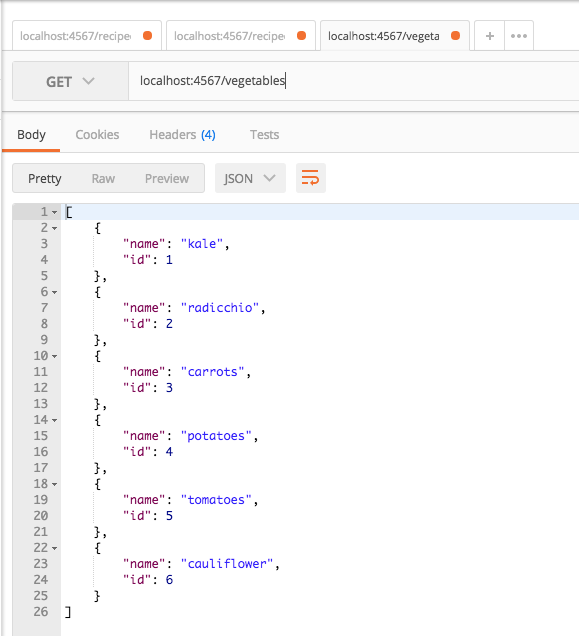 localhost:4567/recipe
localhost:4567/recipe
localhost:4567/vegeta
+
•••
GET
localhost:4567/vegetables
Body Cookies Headers (4) Tests
Pretty Raw Preview JSON
1 [
2 {
3 "name": "kale",
4 "id": 1
5 },
6 {
7 "name": "radicchio",
8 "id": 2
9 },
10 {
11 "name": "carrots",
12 "id": 3
13 },
14 {
15 "name": "potatoes",
16 "id": 4
17 },
18 {
19 "name": "tomatoes",
20 "id": 5
21 },
22 {
23 "name": "cauliflower",
24 "id": 6
25 }
26 ]